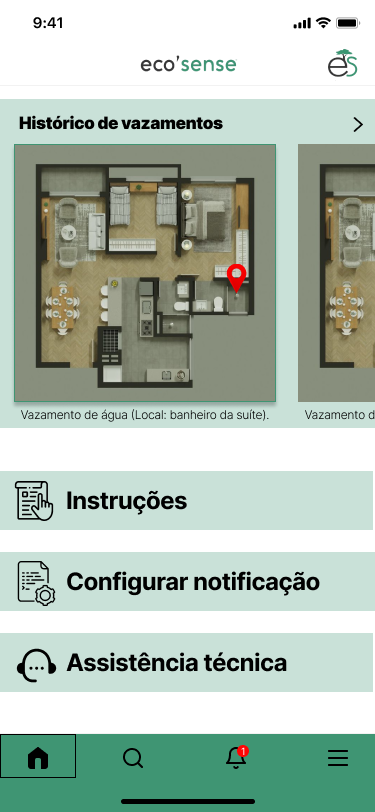 9:41
eco'sense
eS
Histórico de vazamentos
Vazamento de água (Local: banheiro da suíte).
Vazamento d
Instruções
Configurar notificação
Assistência técnica
1